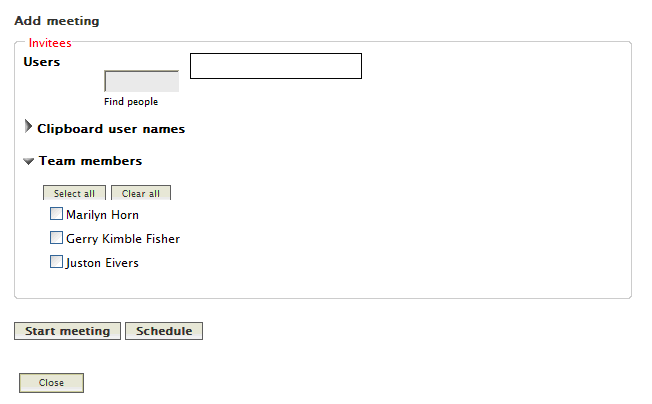 Add meeting
Invitees
Users
Find people
Clipboard user names
Team members
Select all Clear all
Marilyn Horn
Gerry Kimble Fisher
Juston Eivers
Start meeting Schedule
Close